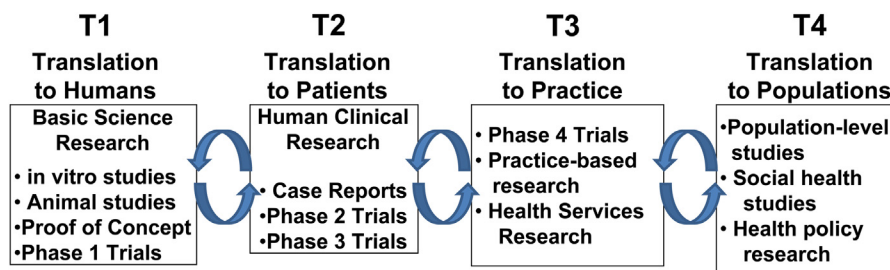 T1
Translation
to Humans
Basic Science
Research
• in vitro studies
• Animal studies
•Proof of Concept
•Phase 1 Trials
T2
Translation
to Patients
Human Clinical
Research
• Case Reports
•Phase 2 Trials
•Phase 3 Trials
T3
Translation
to Practice
• Phase 4 Trials
• Practice-based
research
• Health Services
Research
T4
Translation
to Populations
•Population-level
studies
• Social health
studies
• Health policy
research